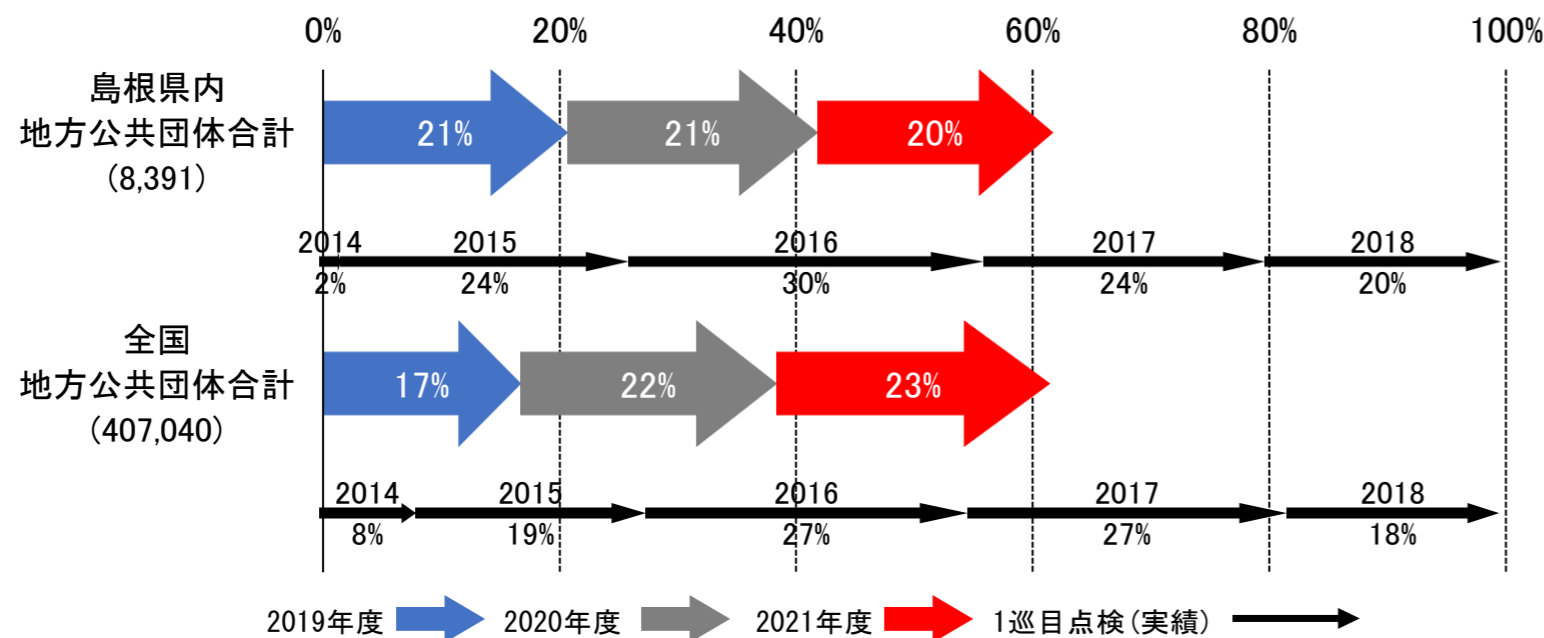 0% 20% 40% 60% 80% 100%
島根県内
地方公共団体合計
(8,391)
21% 21% 20%
2014 2015 2016 2017 2018
2% 24% 30% 24% 20%
全国
地方公共団体合計
(407,040)
17% 22% 23%
2014 2015 2016 2017 2018
8% 19% 27% 27% 18%
2019年度 2020年度 2021年度 1巡目点検(実績)